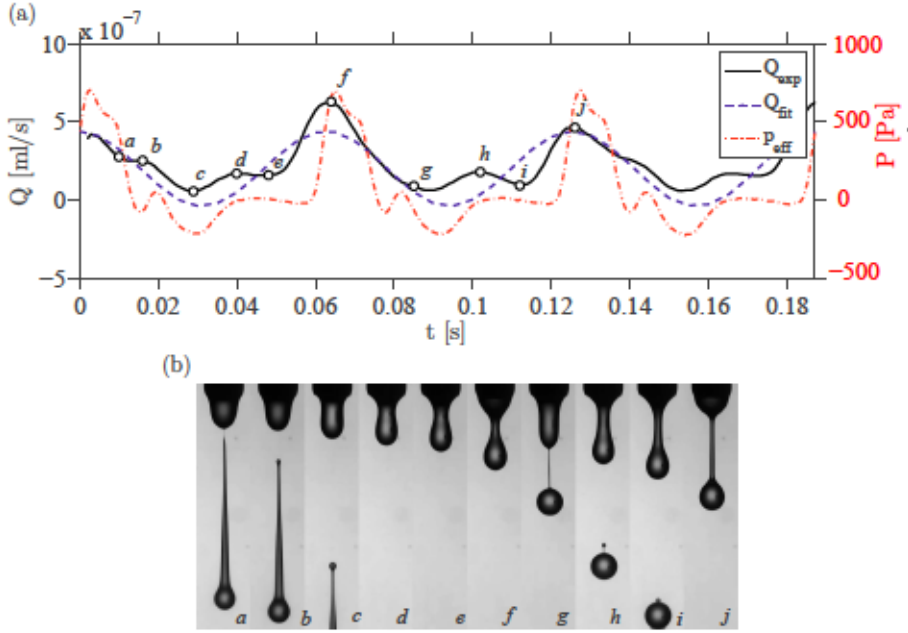 (a)
x 10⁻⁷
10
5
0
−5
Q [ml/s]
1000
500
0
−500
P [Pa]
Q_exp
Q_fit
p_eff
a b c d e f g h i j
0 0.02 0.04 0.06 0.08 0.1 0.12 0.14 0.16 0.18
t [s]
(b)
a b c d e f g h i j